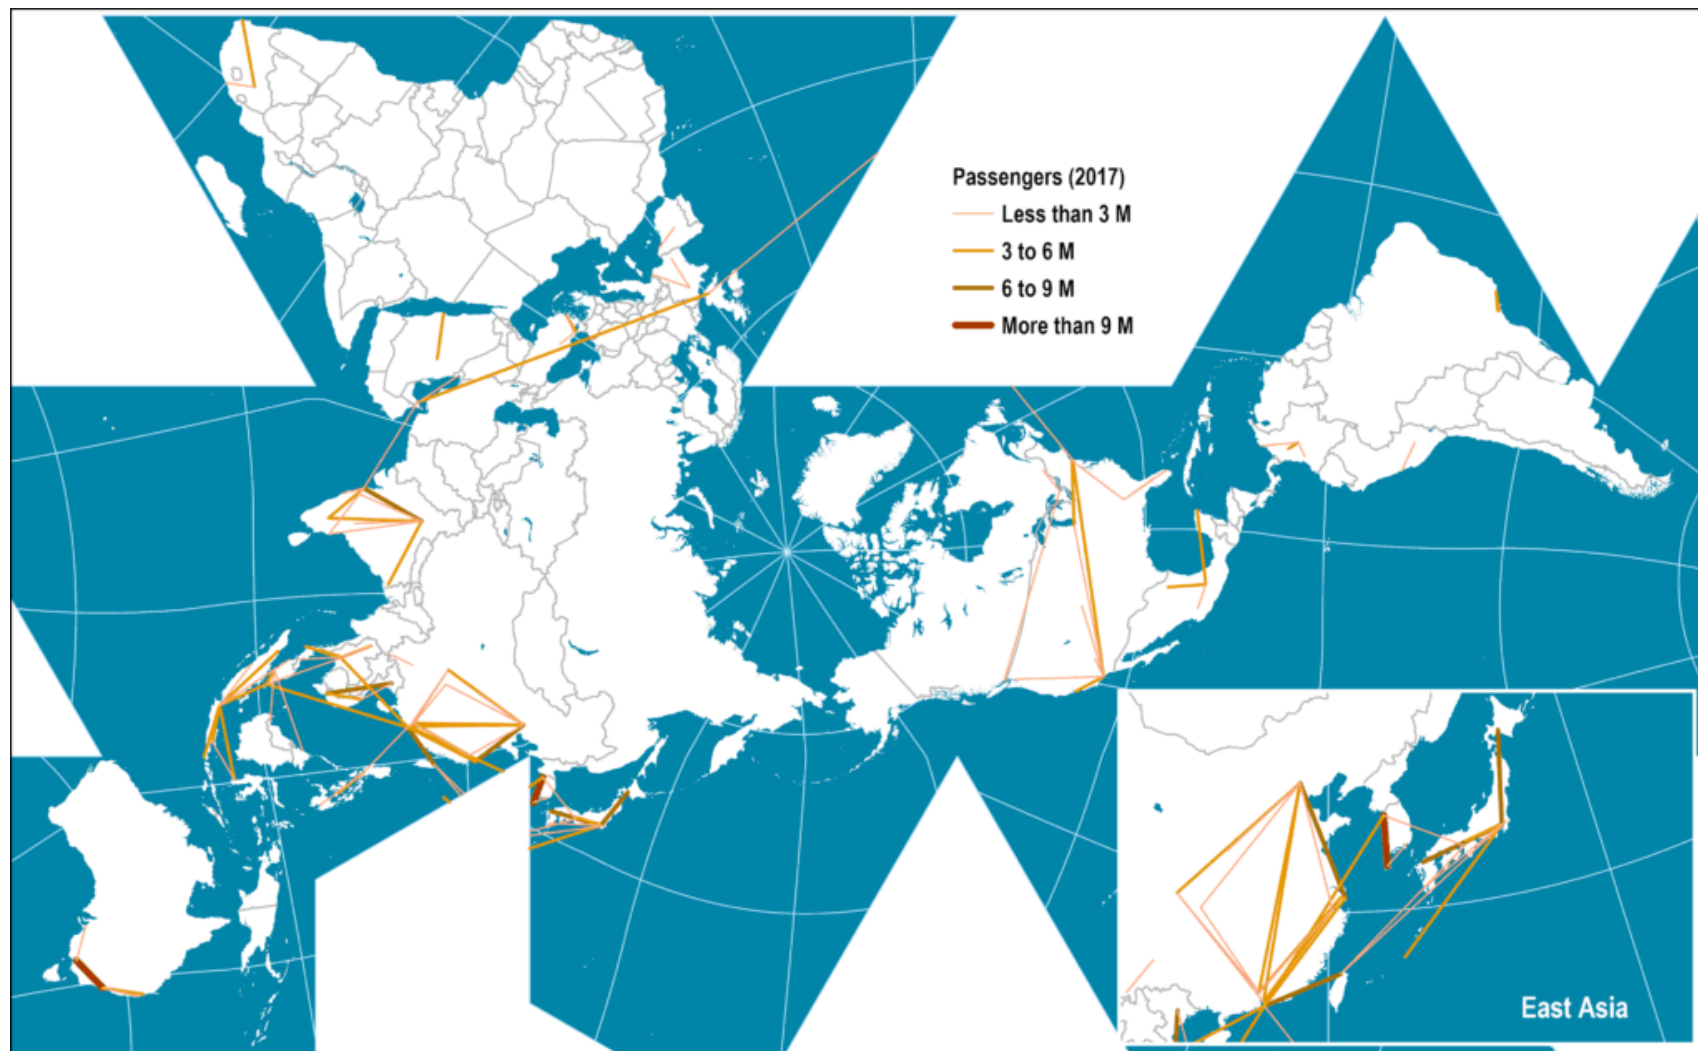 Passengers (2017)
Less than 3 M
3 to 6 M
6 to 9 M
More than 9 M
East Asia